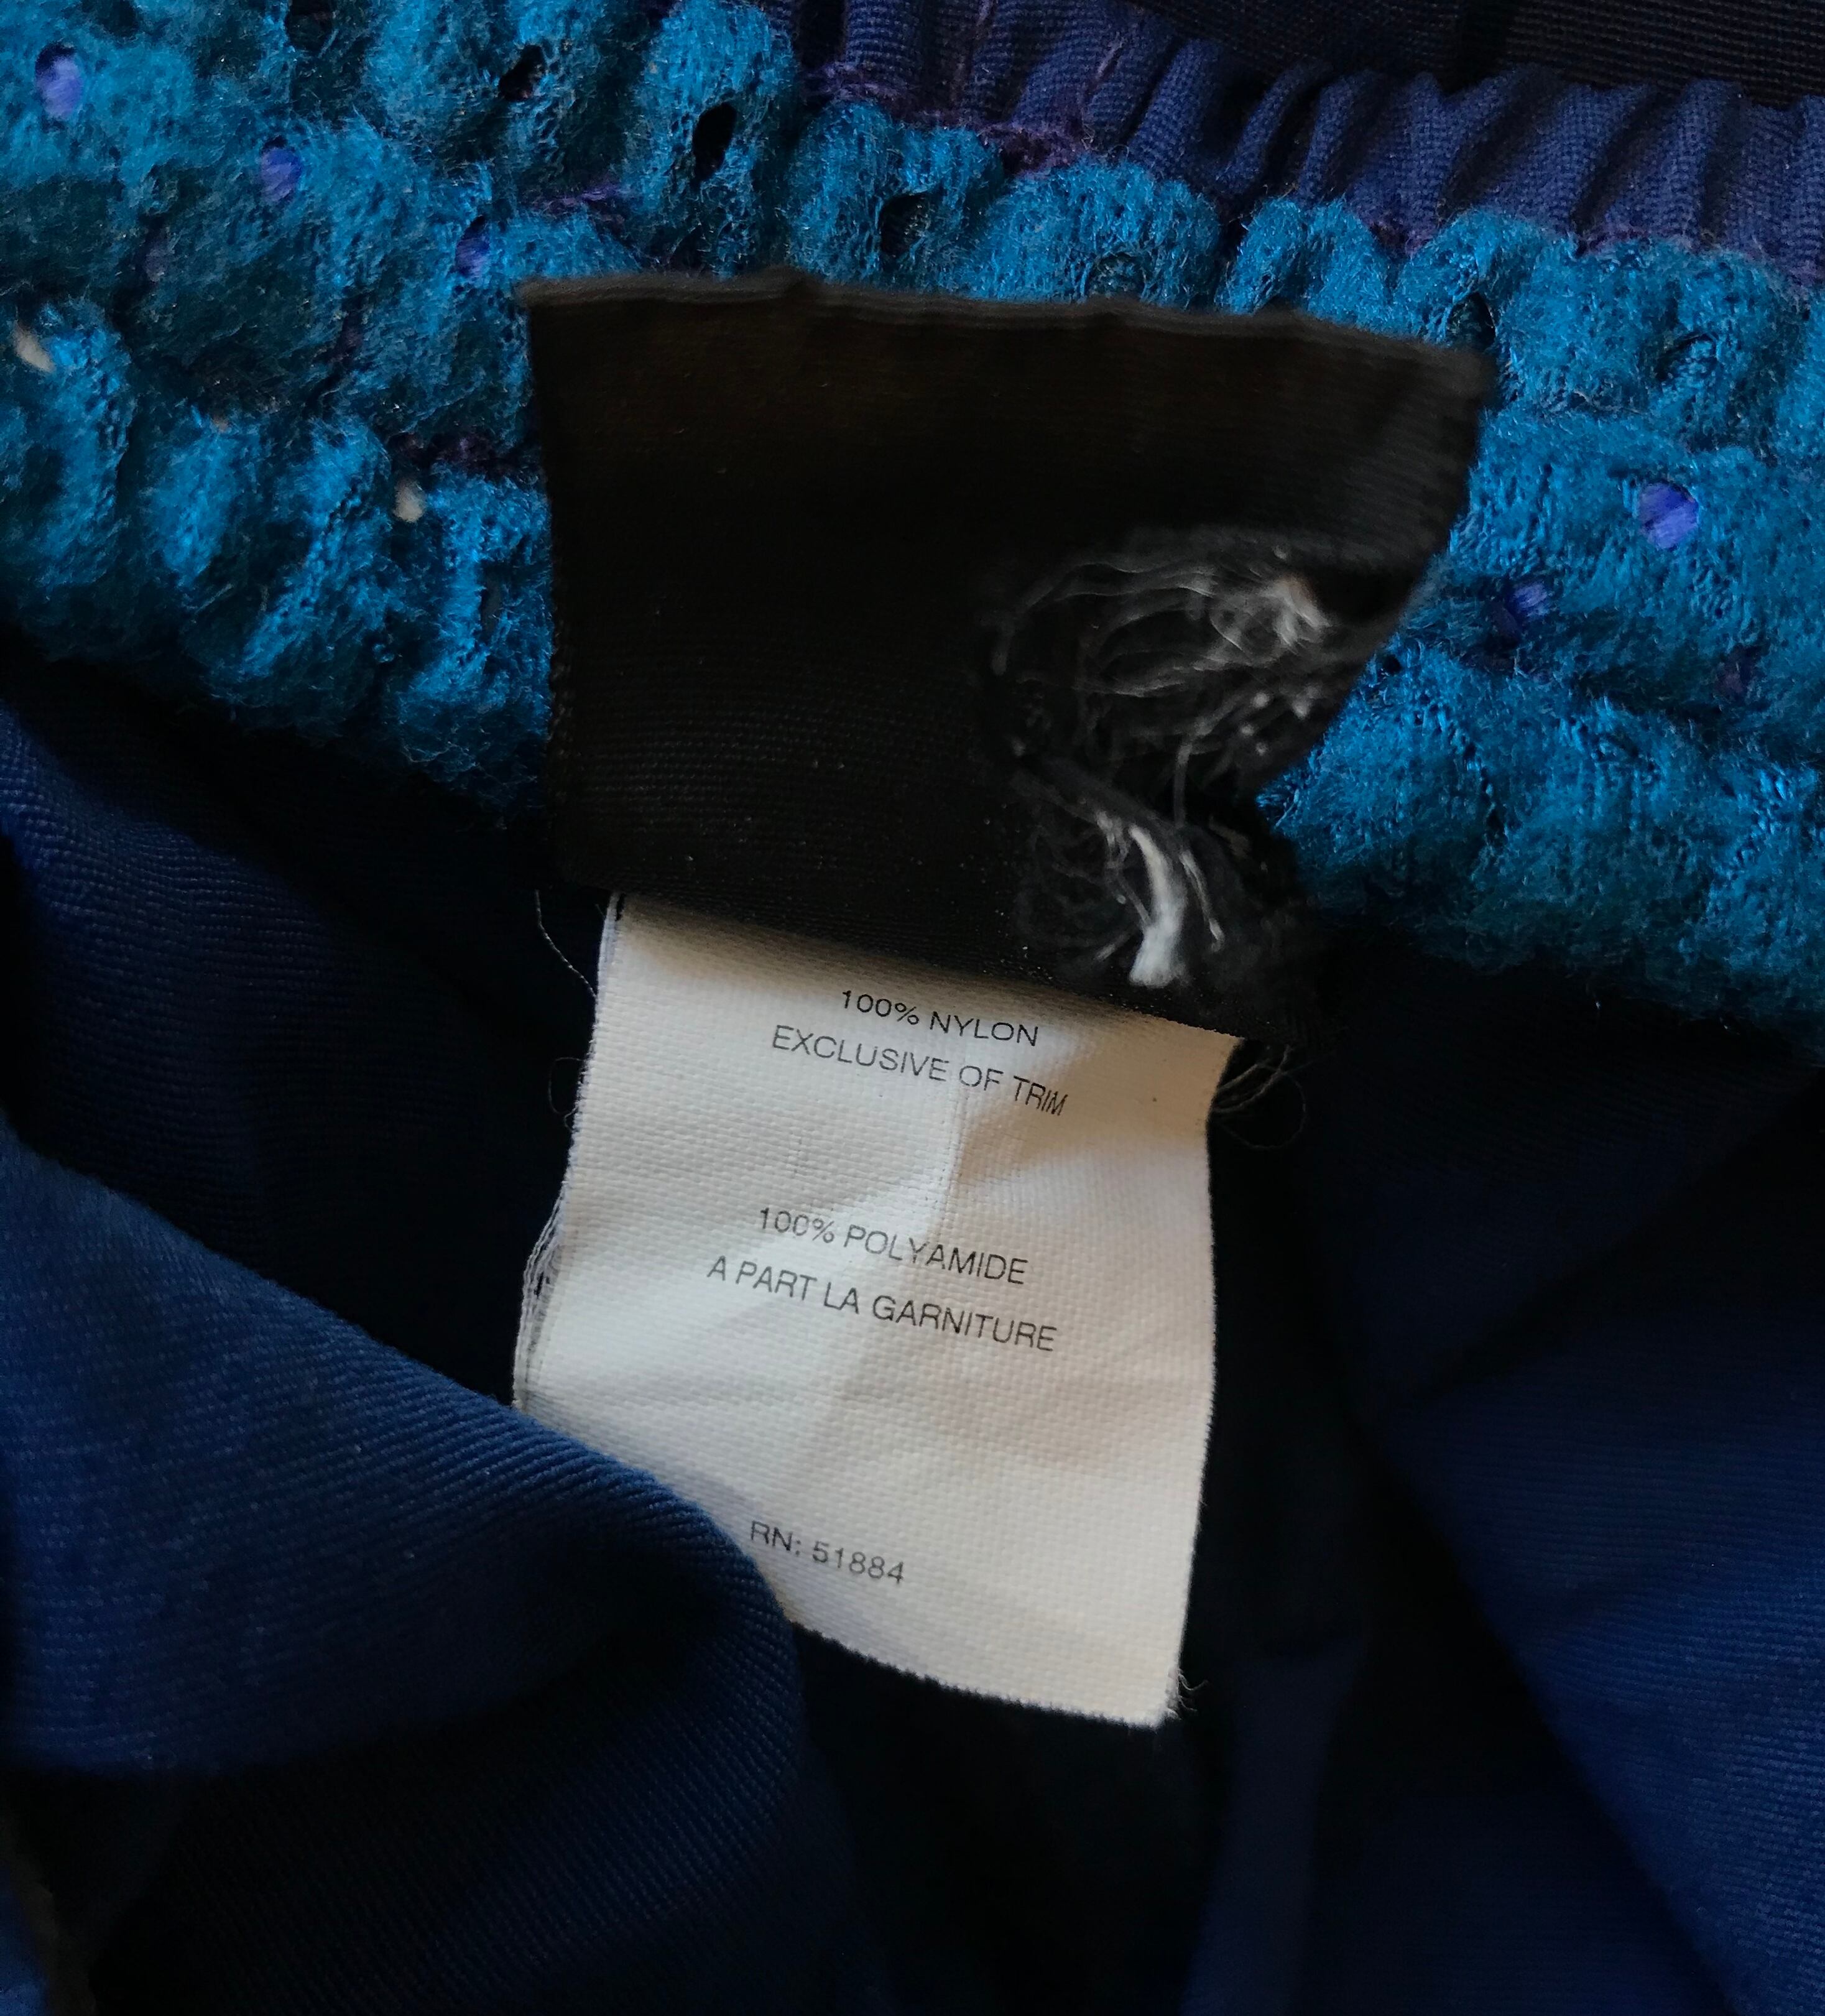 100% NYLON
EXCLUSIVE OF TRIM
100% POLYAMIDE
A PART LA GARNITURE
RN: 51884